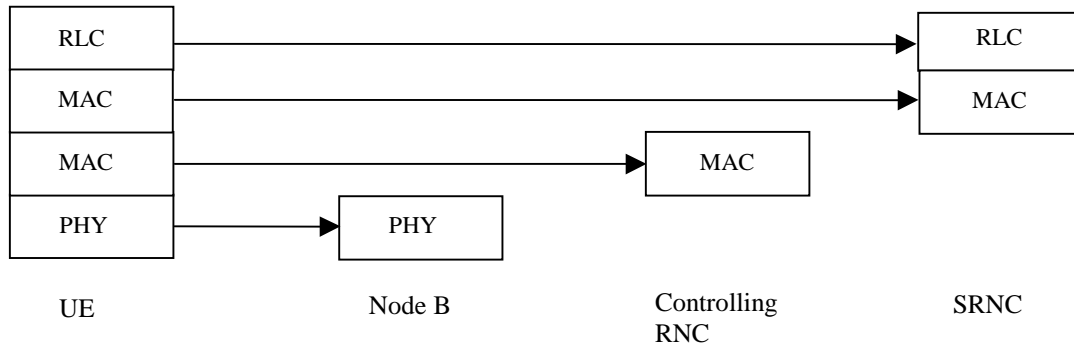 RLC
RLC
MAC
MAC
MAC
MAC
PHY
PHY
UE
Node B
Controlling
RNC
SRNC